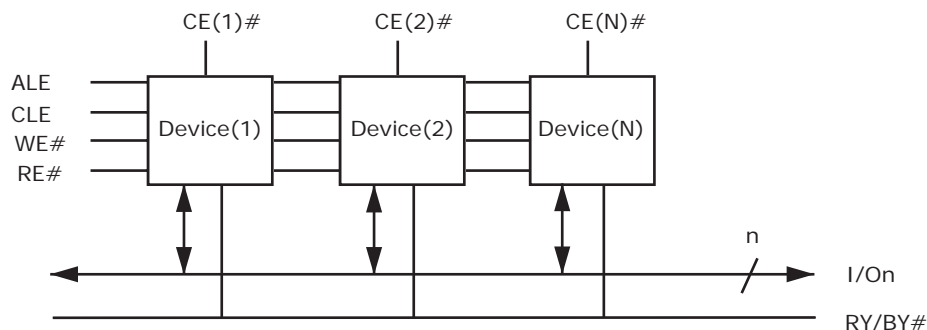 CE(1)# CE(2)# CE(N)#
ALE
CLE
WE#
RE#
Device(1) Device(2) Device(N)
n
I/On
RY/BY#